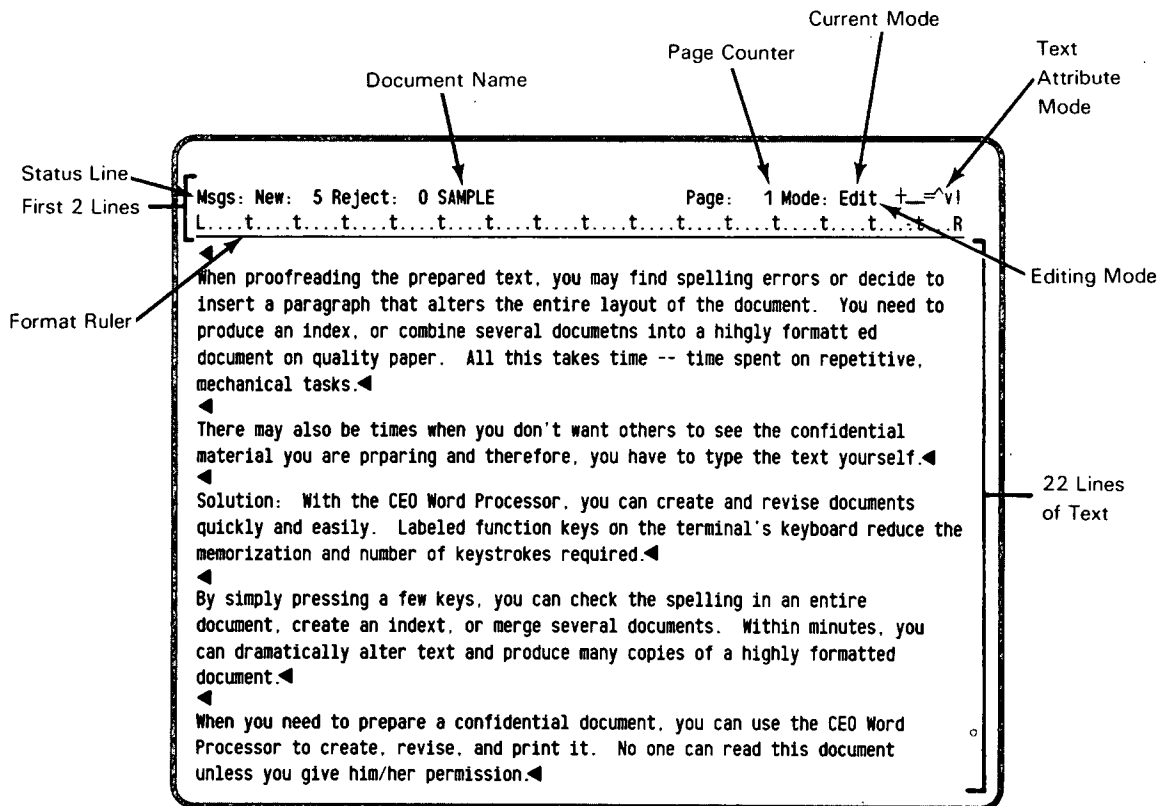 Current Mode
Page Counter
Text
Attribute
Mode
Document Name
Status Line
First 2 Lines
Msgs: New: 5 Reject: 0 SAMPLE Page: 1 Mode: Edit +__=^v!
L....t....t....t....t....t....t....t....t....t....t....t....t....t....t...R
Editing Mode
Format Ruler
When proofreading the prepared text, you may find spelling errors or decide to
insert a paragraph that alters the entire layout of the document. You need to
produce an index, or combine several documetns into a hihgly formatt ed
document on quality paper. All this takes time -- time spent on repetitive,
mechanical tasks.◄
◄
There may also be times when you don't want others to see the confidential
material you are prparing and therefore, you have to type the text yourself.◄
◄
Solution: With the CEO Word Processor, you can create and revise documents
quickly and easily. Labeled function keys on the terminal's keyboard reduce the
memorization and number of keystrokes required.◄
◄
22 Lines
of Text
By simply pressing a few keys, you can check the spelling in an entire
document, create an indext, or merge several documents. Within minutes, you
can dramatically alter text and produce many copies of a highly formatted
document.◄
◄
When you need to prepare a confidential document, you can use the CEO Word
Processor to create, revise, and print it. No one can read this document
unless you give him/her permission.◄